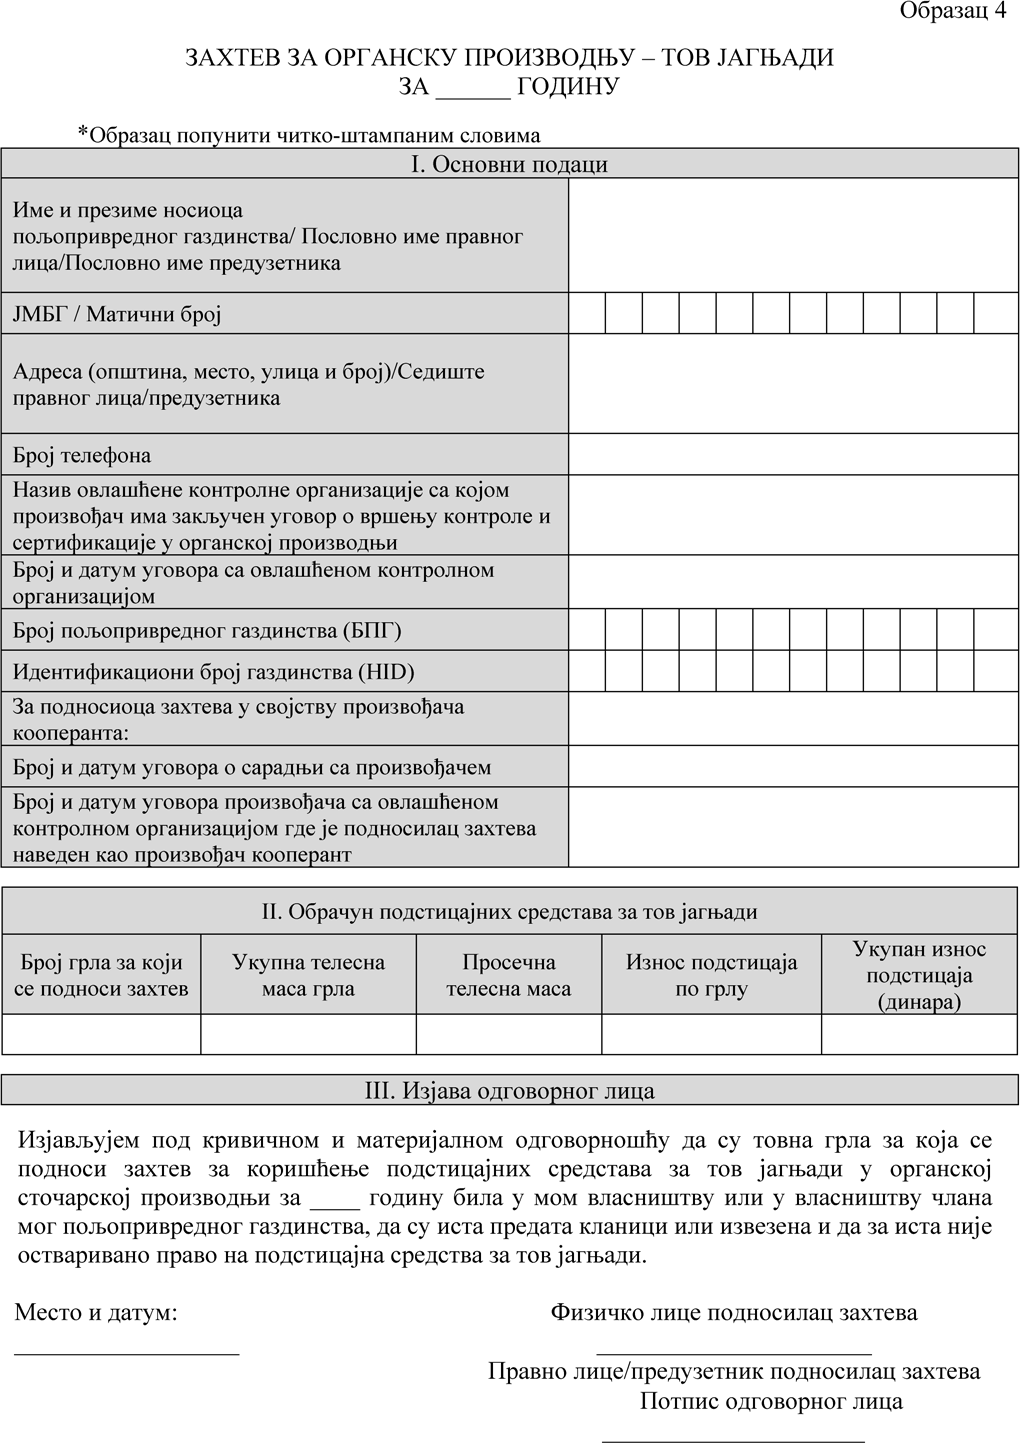 Образац 4
ЗАХТЕВ ЗА ОРГАНСКУ ПРОИЗВОДЊУ – ТОВ ЈАГЊАДИ
ЗА ______ ГОДИНУ
*Образац попунити читко-штампаним словима
I. Основни подаци
Име и презиме носиоца
пољопривредног газдинства/ Пословно име правног
лица/Пословно име предузетника
ЈМБГ / Матични број
Адреса (општина, место, улица и број)/Седиште
правног лица/предузетника
Број телефона
Назив овлашћене контролне организације са којом
произвођач има закључен уговор о вршењу контроле и
сертификације у органској производњи
Број и датум уговора са овлашћеном контролном
организацијом
Број пољопривредног газдинства (БПГ)
Идентификациони број газдинства (HID)
За подносиоца захтева у својству произвођача
кооперанта:
Број и датум уговора о сарадњи са произвођачем
Број и датум уговора произвођача са овлашћеном
контролном организацијом где је подносилац захтева
наведен као произвођач кооперант
II. Обрачун подстицајних средстава за тов јагњади
Број грла за који
се подноси захтев
Укупна телесна
маса грла
Просечна
телесна маса
Износ подстицаја
по грлу
Укупан износ
подстицаја
(динара)
III. Изјава одговорног лица
Изјављујем под кривичном и материјалном одговорношћу да су товна грла за која се
подноси захтев за коришћење подстицајних средстава за тов јагњади у органској
сточарској производњи за ____ годину била у мом власништву или у власништву члана
мог пољопривредног газдинства, да су иста предата кланици или извезена и да за иста није
остваривано право на подстицајна средства за тов јагњади.
Место и датум:
Физичко лице подносилац захтева
Правно лице/предузетник подносилац захтева
Потпис одговорног лица